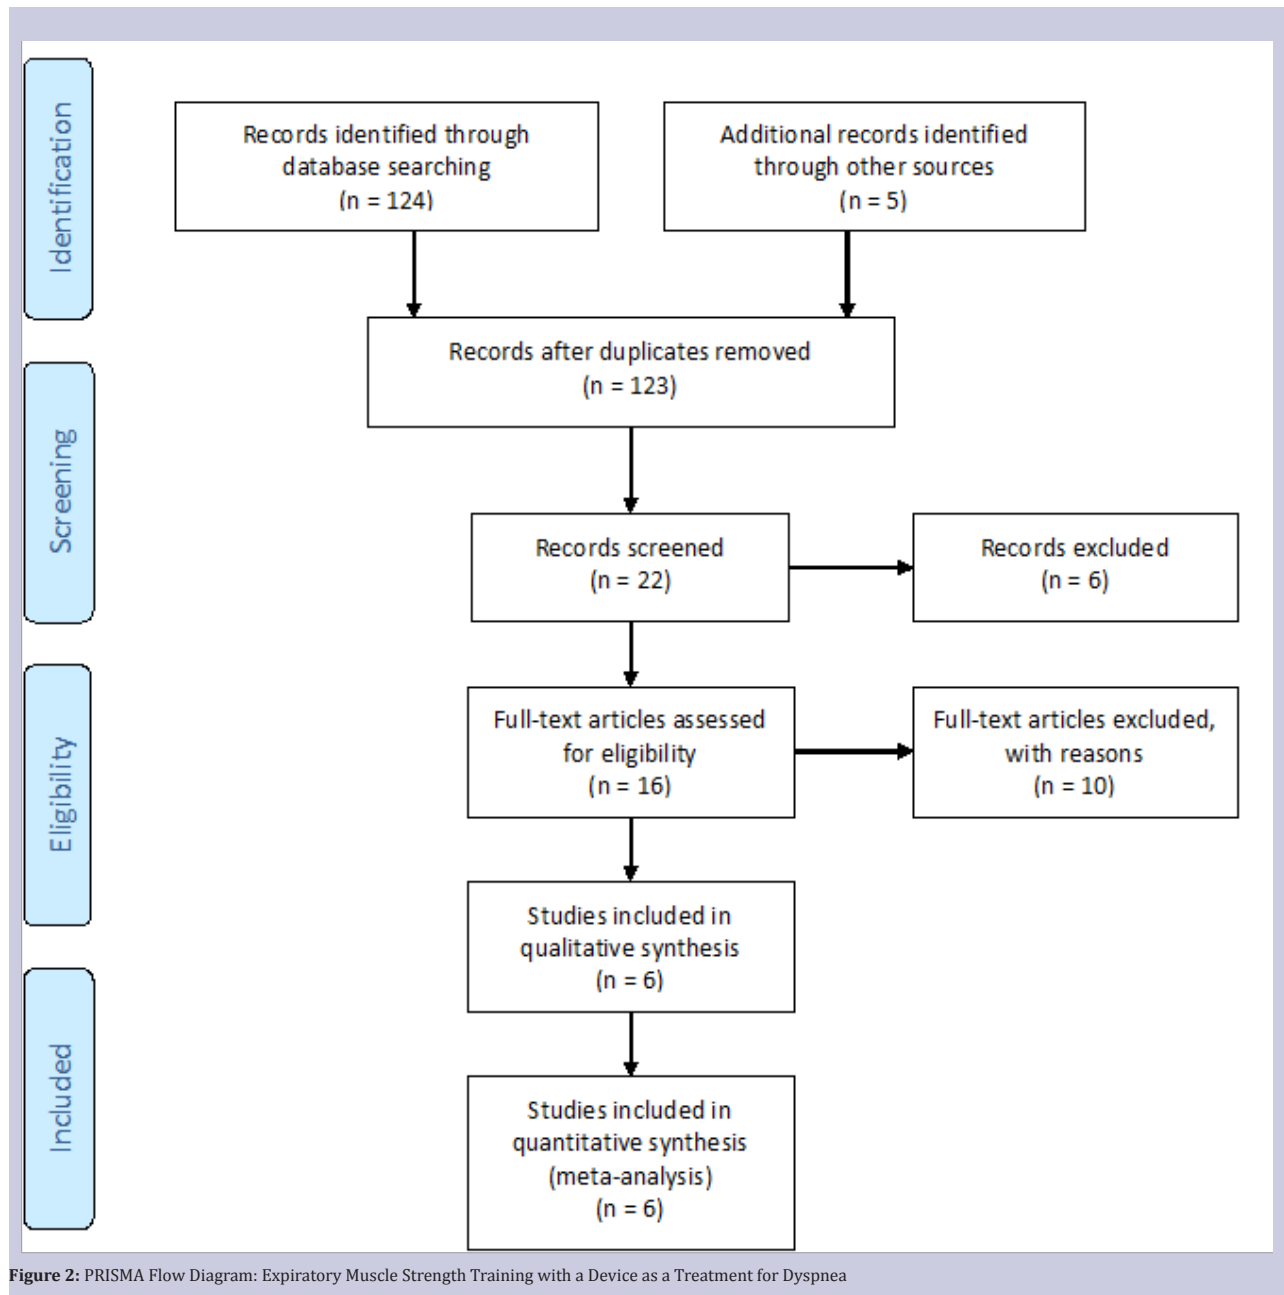 Identification
Records identified through
database searching
(n = 124)
Additional records identified
through other sources
(n = 5)
Records after duplicates removed
(n = 123)
Screening
Records screened
(n = 22)
Records excluded
(n = 6)
Eligibility
Full-text articles assessed
for eligibility
(n = 16)
Full-text articles excluded,
with reasons
(n = 10)
Studies included in
qualitative synthesis
(n = 6)
Included
Studies included in
quantitative synthesis
(meta-analysis)
(n = 6)
Figure 2: PRISMA Flow Diagram: Expiratory Muscle Strength Training with a Device as a Treatment for Dyspnea